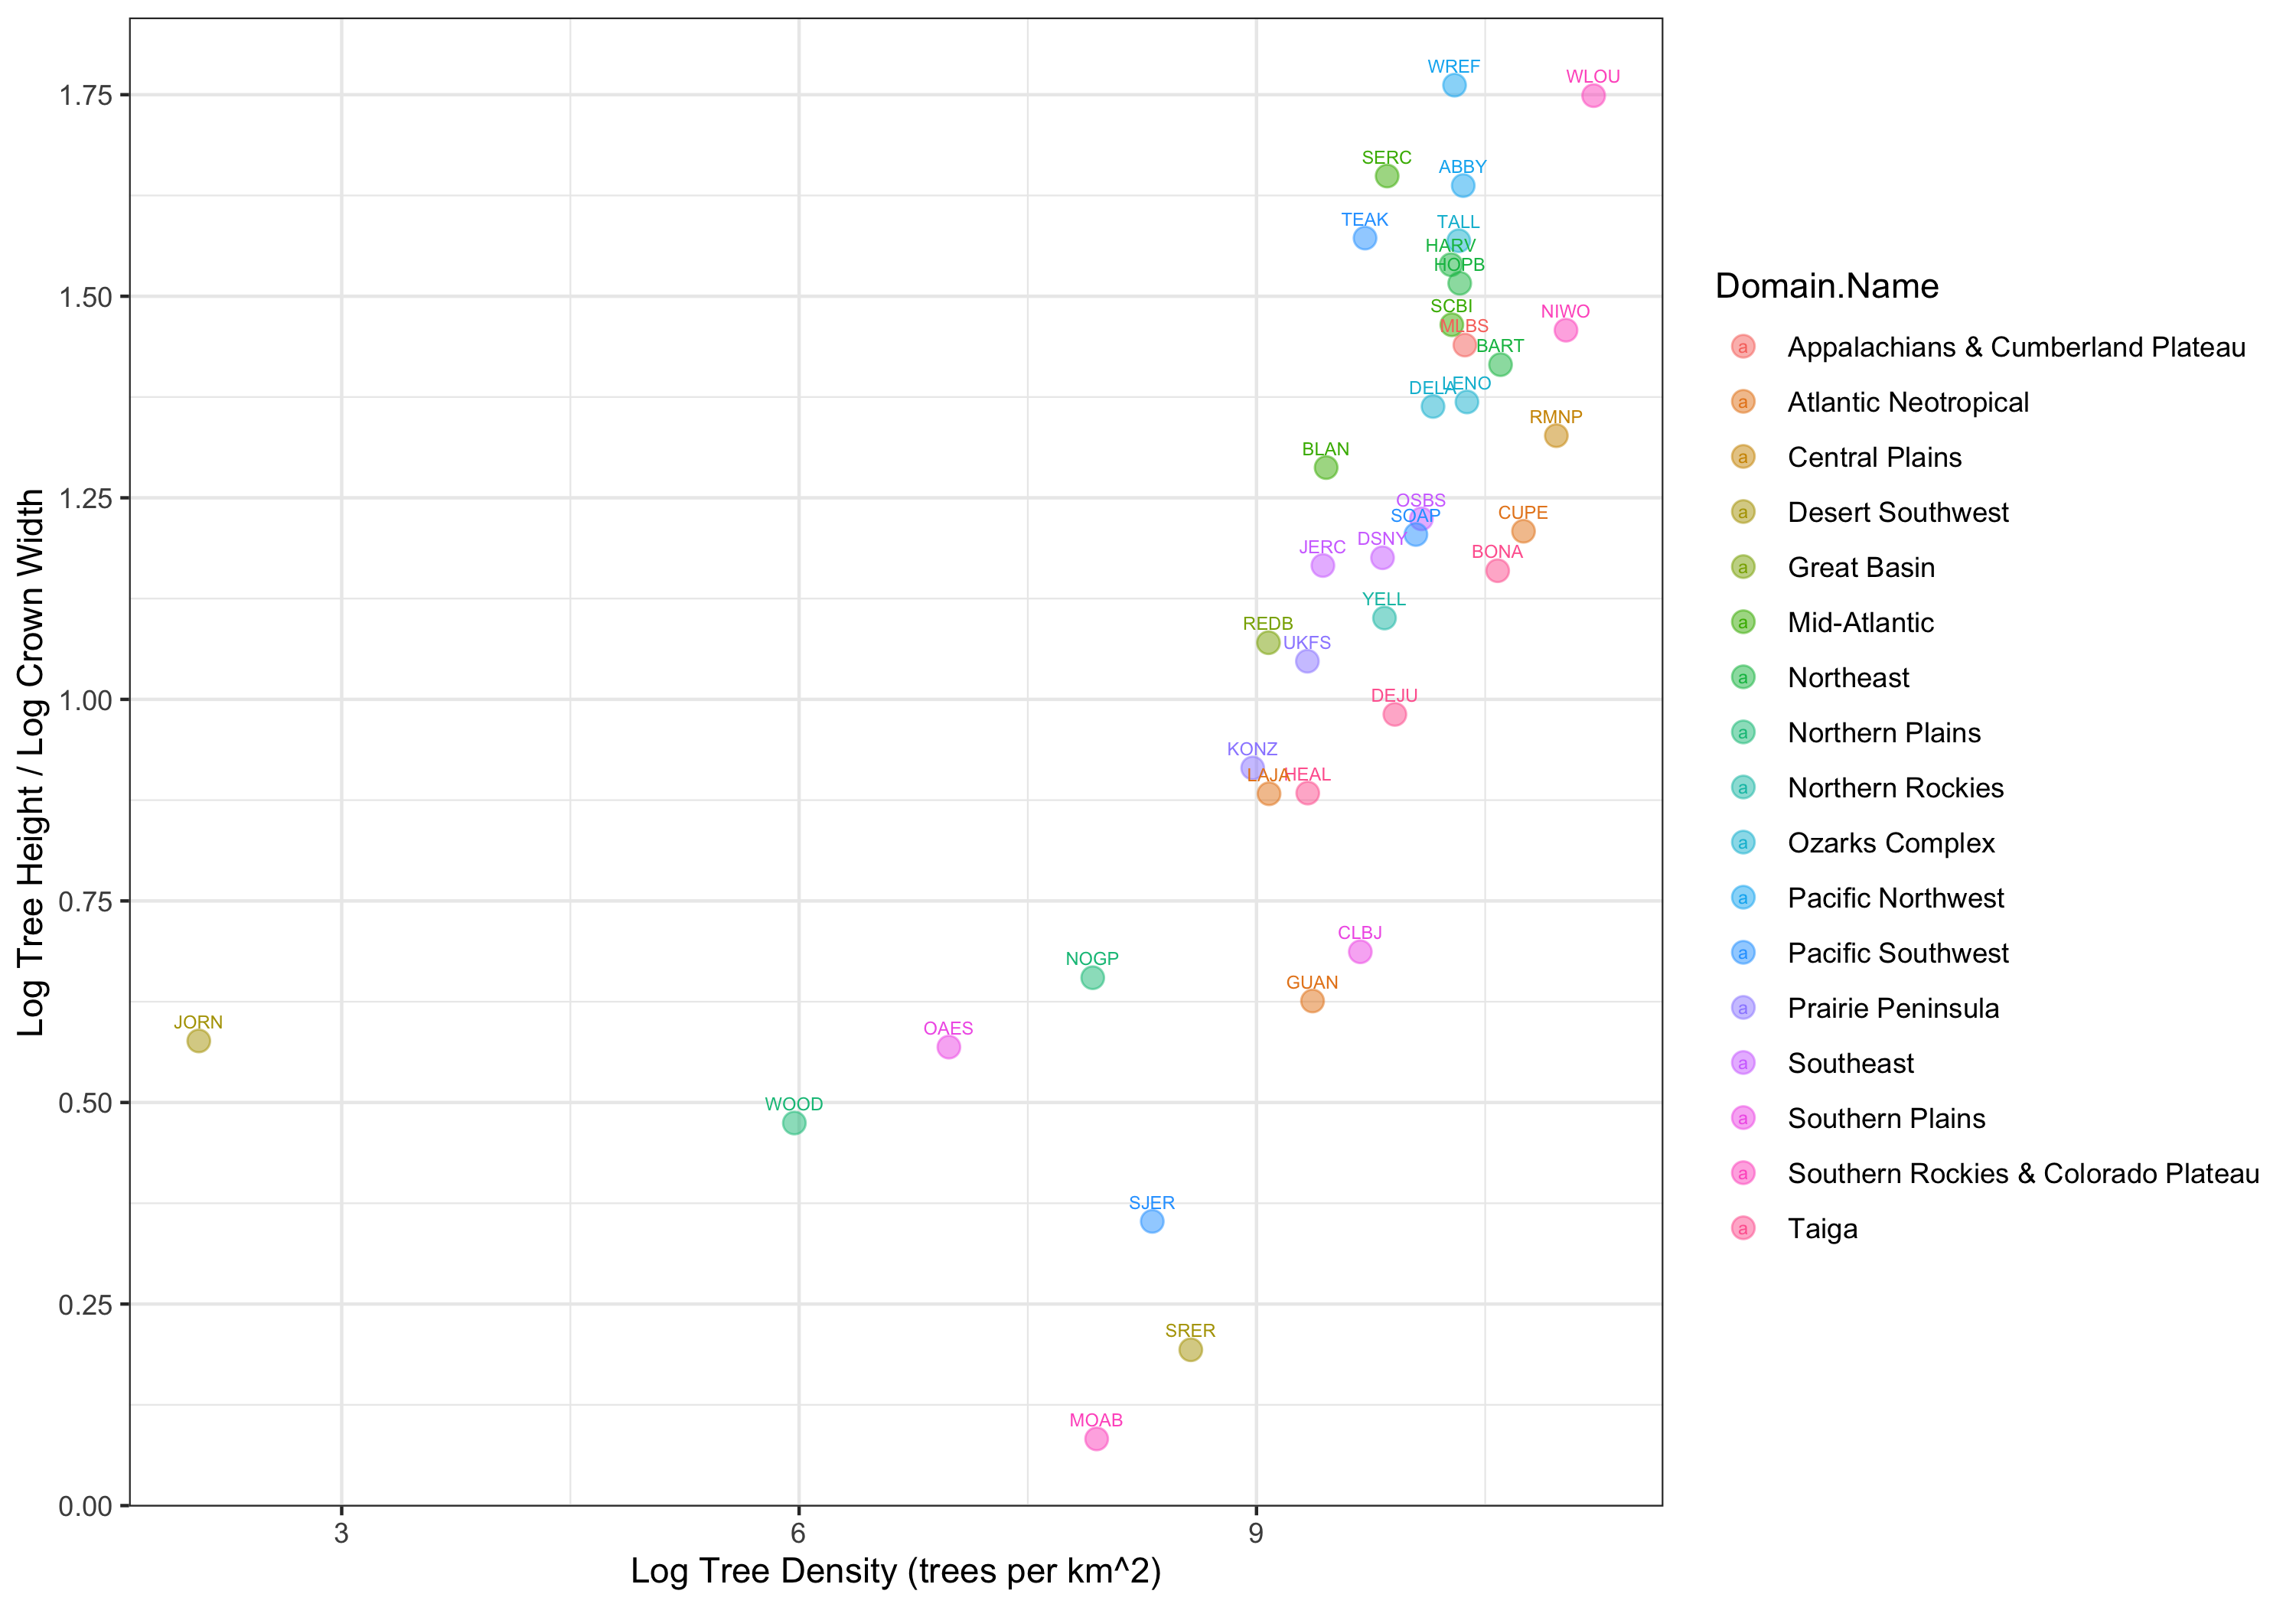 WREF
WLOU
1.75
SERC
ABBY
TEAK
TALL
HARV
HOPB
1.50
SCBI
NIWO
MLBS
BART
DELA
LENO
RMNP
BLAN
1.25
OSBS
SOAP
CUPE
DSNY
JERC
BONA
YELL
REDB
UKFS
1.00
DEJU
KONZ
LAJA
HEAL
0.75
CLBJ
NOGP
GUAN
JORN
OAES
0.50
WOOD
SJER
0.25
SRER
MOAB
0.00
3
6
9
Log Tree Density (trees per km^2)
Log Tree Height / Log Crown Width
Domain.Name
a Appalachians & Cumberland Plateau
a Atlantic Neotropical
a Central Plains
a Desert Southwest
a Great Basin
a Mid-Atlantic
a Northeast
a Northern Plains
a Northern Rockies
a Ozarks Complex
a Pacific Northwest
a Pacific Southwest
a Prairie Peninsula
a Southeast
a Southern Plains
a Southern Rockies & Colorado Plateau
a Taiga